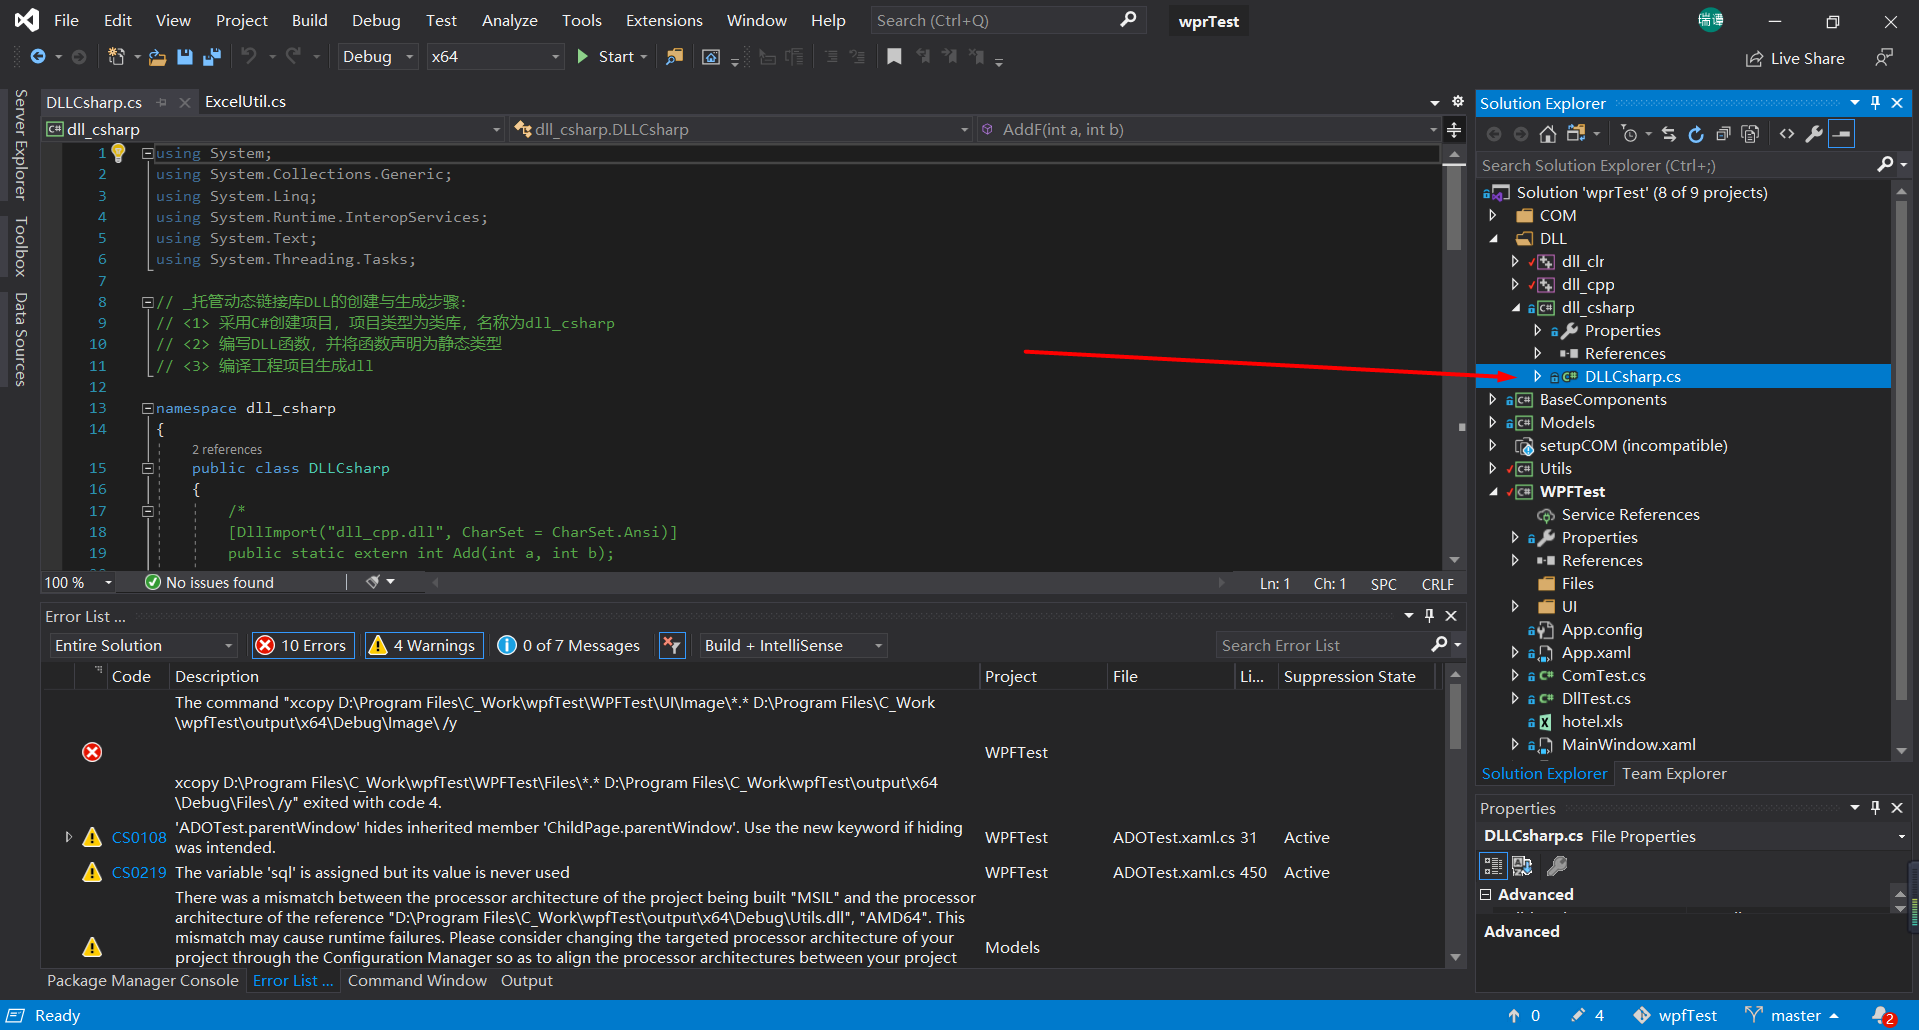 File Edit View Project Build Debug Test Analyze Tools Extensions Window Help Search (Ctrl+Q) wprTest 瑞谭
Debug x64 Start Live Share
Server Explorer
Toolbox
Data Sources
DLLCsharp.cs ExcelUtil.cs
dll_csharp dll_csharp.DLLCsharp AddF(int a, int b)
1 using System;
2 using System.Collections.Generic;
3 using System.Linq;
4 using System.Runtime.InteropServices;
5 using System.Text;
6 using System.Threading.Tasks;
7
8 // _托管动态链接库DLL的创建与生成步骤:
9 // <1> 采用C#创建项目，项目类型为类库，名称为dll_csharp
10 // <2> 编写DLL函数，并将函数声明为静态类型
11 // <3> 编译工程项目生成dll
12
13 namespace dll_csharp
14 {
2 references
15 public class DLLCsharp
16 {
17 /*
18 [DllImport("dll_cpp.dll", CharSet = CharSet.Ansi)]
19 public static extern int Add(int a, int b);
100 % No issues found Ln: 1 Ch: 1 SPC CRLF
Error List ...
Entire Solution 10 Errors 4 Warnings 0 of 7 Messages Build + IntelliSense Search Error List
Code Description Project File Li... Suppression State
The command "xcopy D:\Program Files\C_Work\wpfTest\WPFTest\UI\Image\*.* D:\Program Files\C_Work
\wpfTest\output\x64\Debug\Image\ /y
WPFTest
xcopy D:\Program Files\C_Work\wpfTest\WPFTest\Files\*.* D:\Program Files\C_Work\wpfTest\output\x64
\Debug\Files\ /y" exited with code 4.
CS0108 'ADOTest.parentWindow' hides inherited member 'ChildPage.parentWindow'. Use the new keyword if hiding
was intended. WPFTest ADOTest.xaml.cs 31 Active
CS0219 The variable 'sql' is assigned but its value is never used WPFTest ADOTest.xaml.cs 450 Active
There was a mismatch between the processor architecture of the project being built "MSIL" and the processor
architecture of the reference "D:\Program Files\C_Work\wpfTest\output\x64\Debug\Utils.dll", "AMD64". This
mismatch may cause runtime failures. Please consider changing the targeted processor architecture of your
project through the Configuration Manager so as to align the processor architectures between your project
Models
Package Manager Console Error List ... Command Window Output
Solution Explorer
Search Solution Explorer (Ctrl+;)
Solution 'wprTest' (8 of 9 projects)
COM
DLL
dll_clr
dll_cpp
dll_csharp
Properties
References
DLLCsharp.cs
BaseComponents
Models
setupCOM (incompatible)
Utils
WPFTest
Service References
Properties
References
Files
UI
App.config
App.xaml
ComTest.cs
DllTest.cs
hotel.xls
MainWindow.xaml
Solution Explorer Team Explorer
Properties
DLLCsharp.cs File Properties
Advanced
Advanced
Ready 0 4 wpfTest master 2